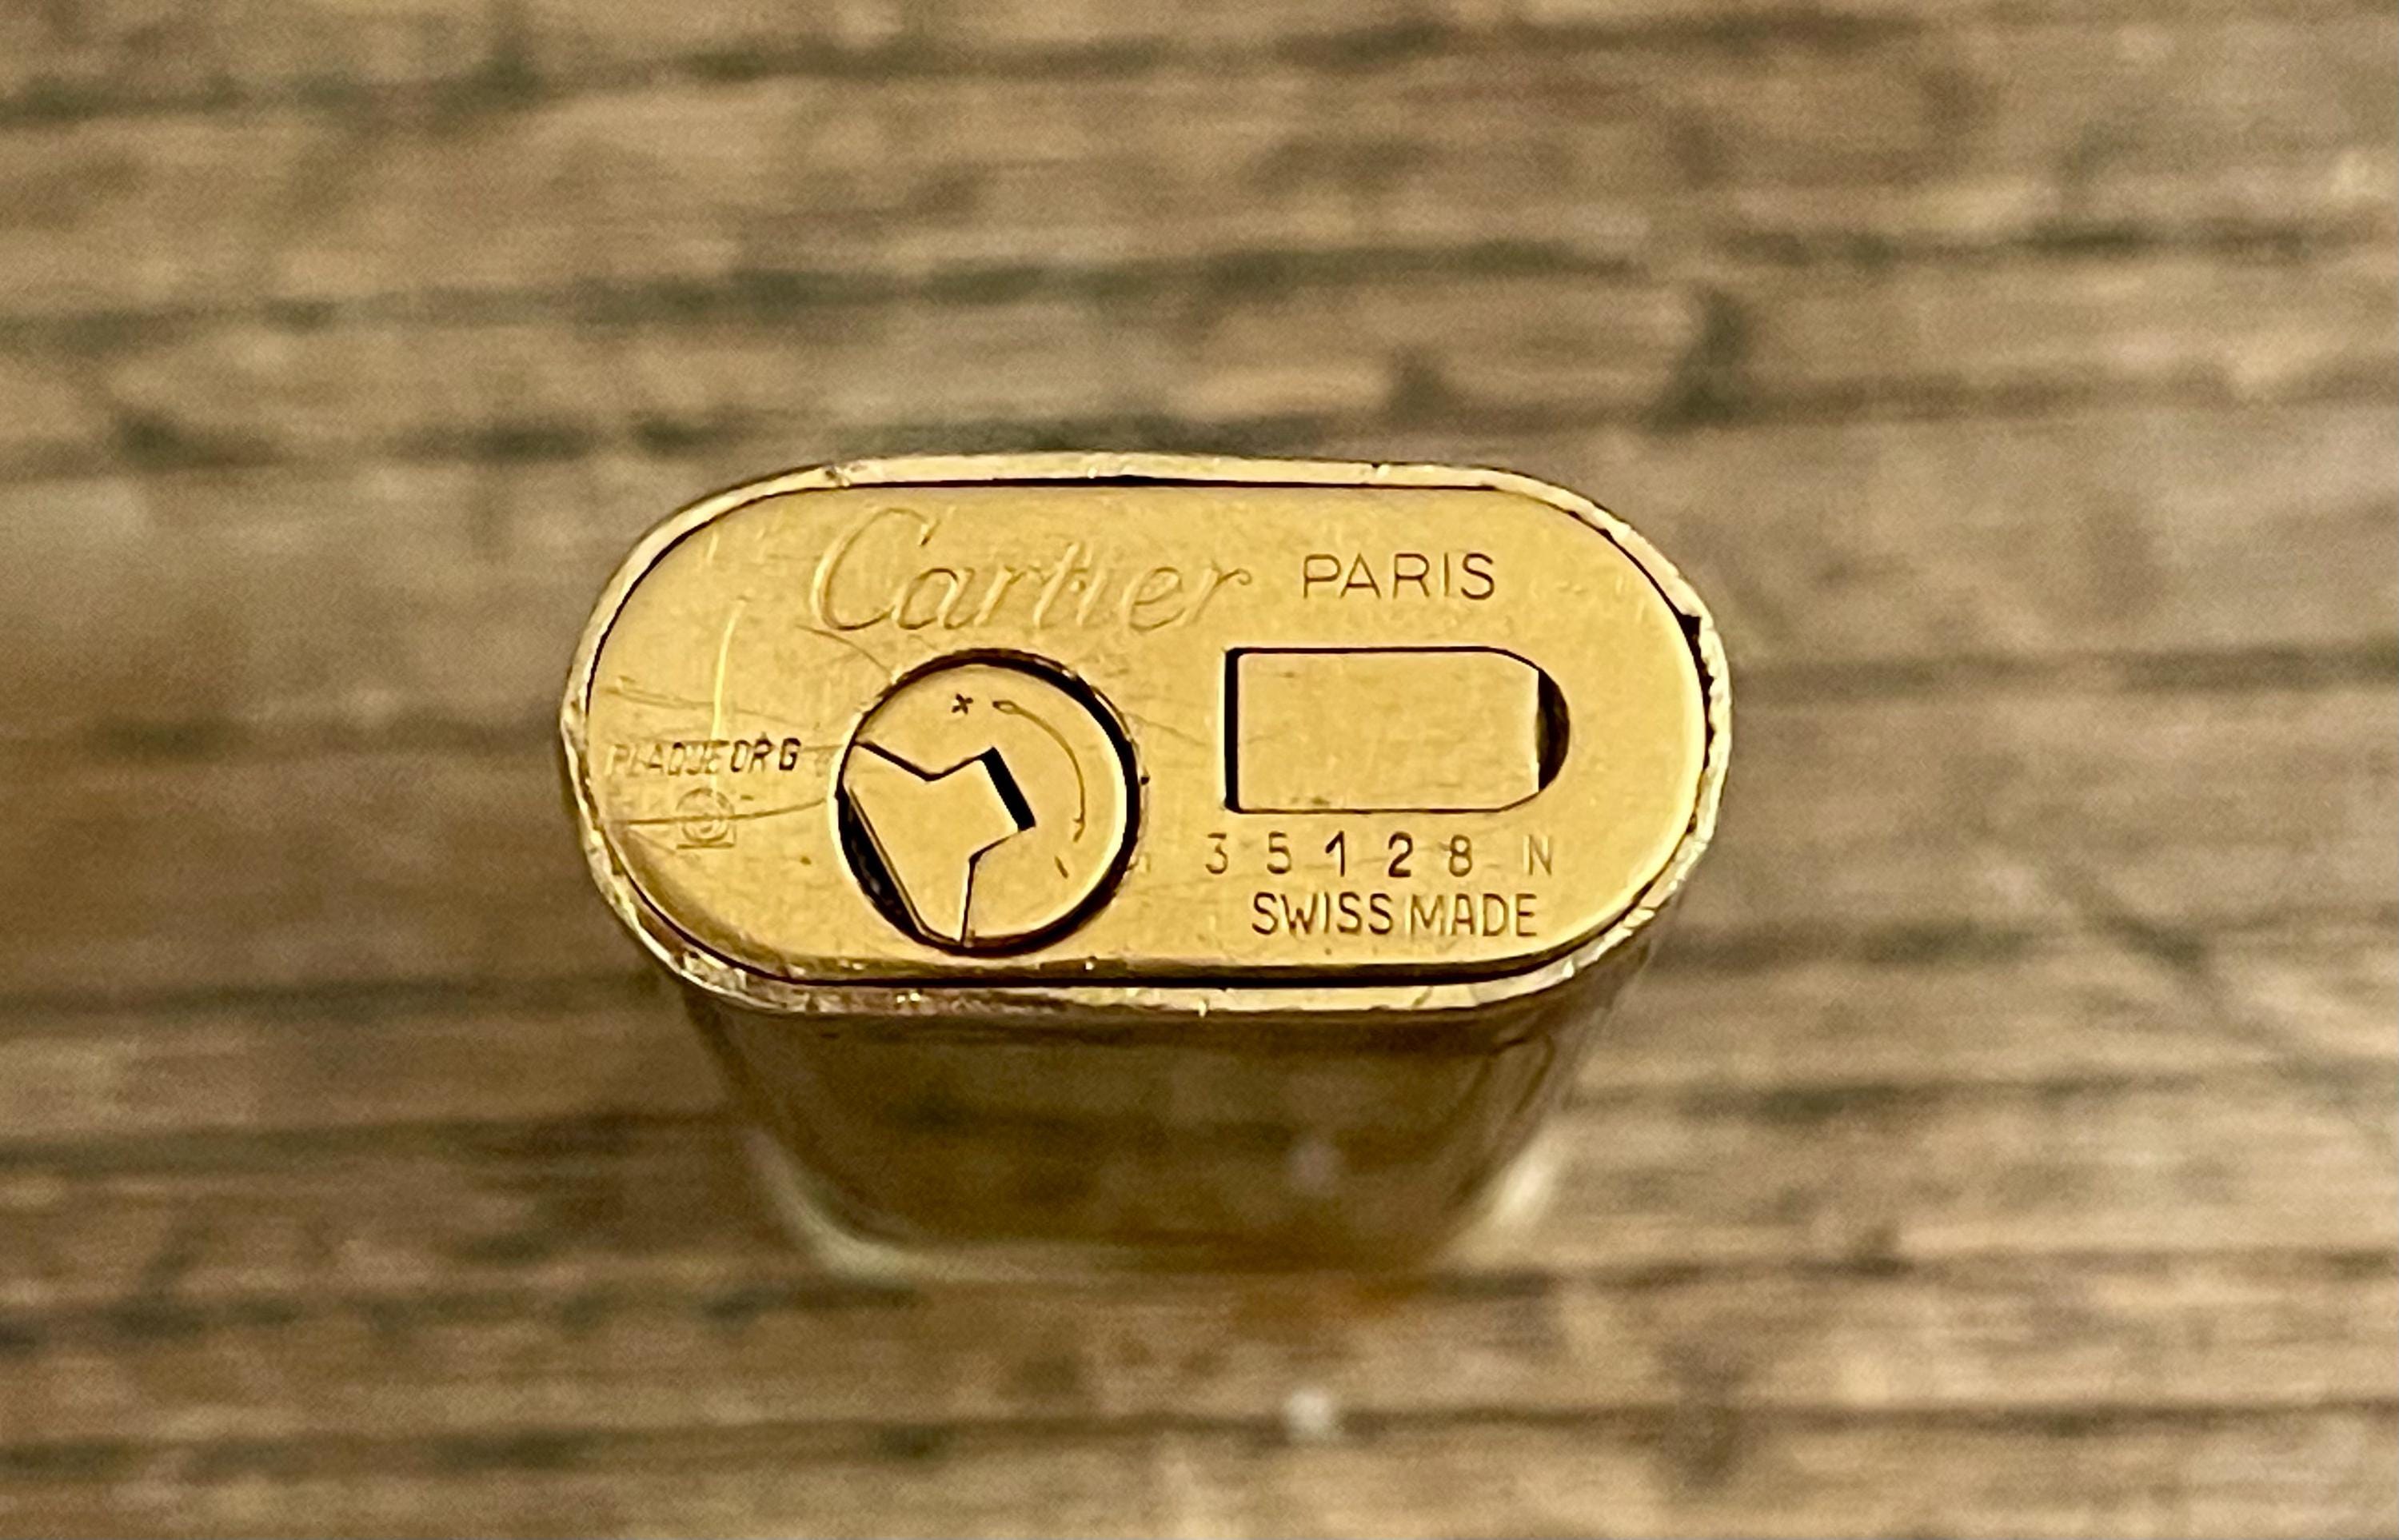 Cartier PARIS
PLAQUE OR G
+
-
35128 N
SWISS MADE